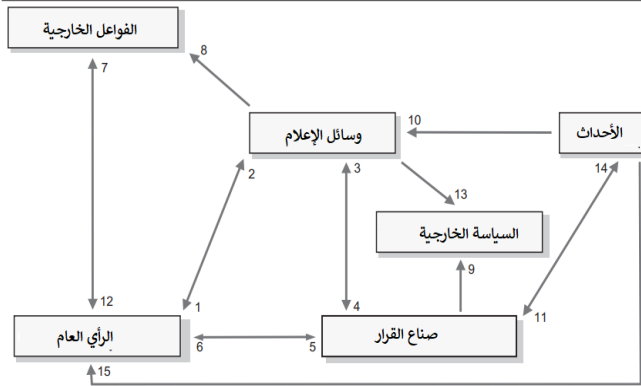 الفواعل الخارجية
7
8
وسائل الإعلام
10
الأحداث
2
3
14
13
السياسة الخارجية
9
12
1
4
11
الرأي العام
6
5
صناع القرار
15